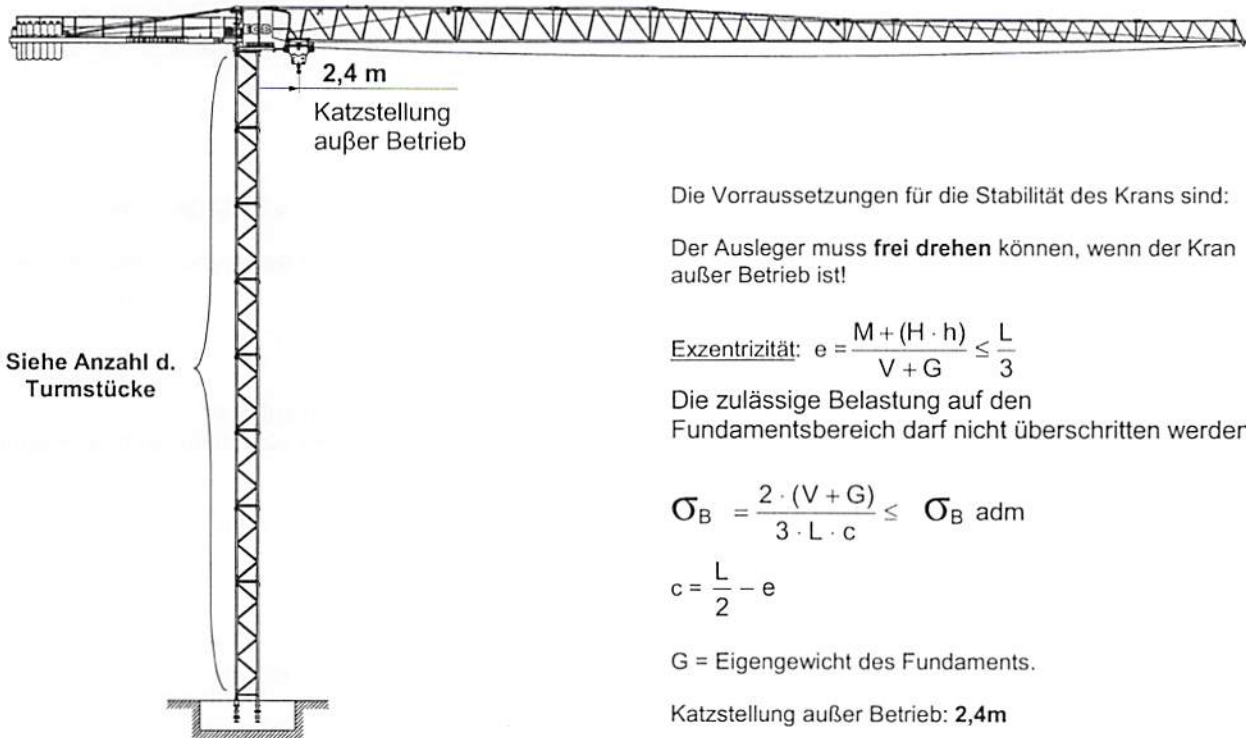 2,4 m
Katzstellung
außer Betrieb
Siehe Anzahl d.
Turmstücke
Die Vorraussetzungen für die Stabilität des Krans sind:
Der Ausleger muss frei drehen können, wenn der Kran
außer Betrieb ist!
Exzentrizität: e = (M + (H · h)) / (V + G) ≤ L / 3
Die zulässige Belastung auf den
Fundamentsbereich darf nicht überschritten werden
σB = (2 · (V + G)) / (3 · L · c) ≤ σB adm
c = L / 2 − e
G = Eigengewicht des Fundaments.
Katzstellung außer Betrieb: 2,4m